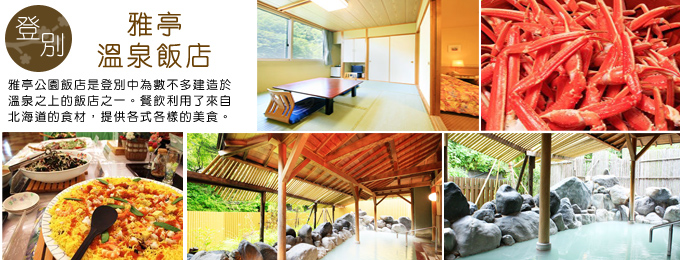 登別
雅亭
溫泉飯店
雅亭公園飯店是登別中為數不多建造於
溫泉之上的飯店之一。餐飲利用了來自
北海道的食材，提供各式各樣的美食。